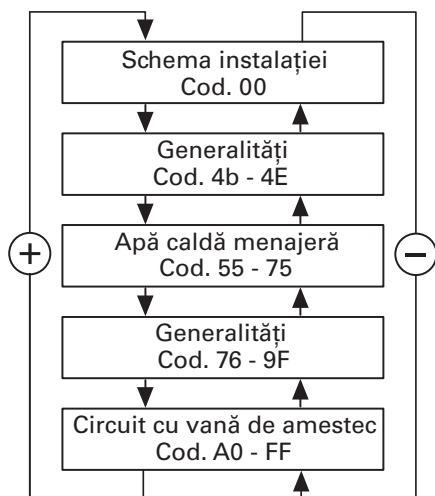 Schema instalației
Cod. 00
Generalități
Cod. 4b - 4E
Apă caldă menajeră
Cod. 55 - 75
+
−
Generalități
Cod. 76 - 9F
Circuit cu vană de amestec
Cod. A0 - FF